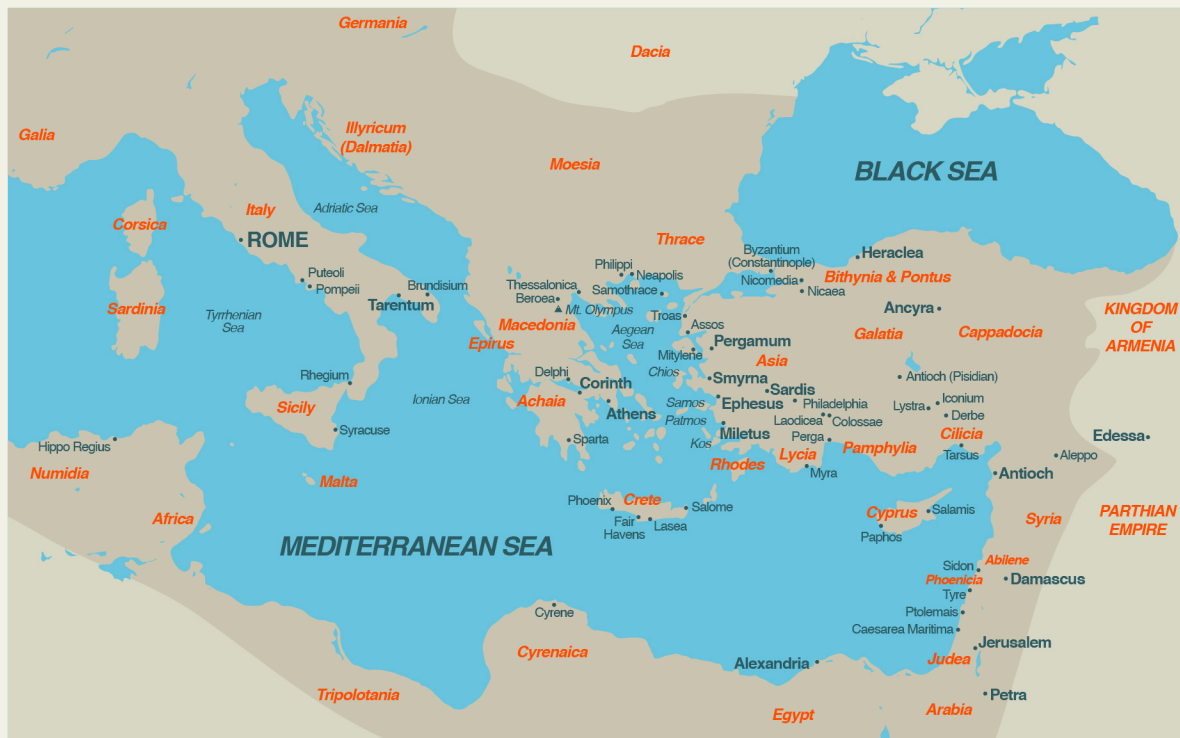 Germania
Dacia
Galia
Illyricum
(Dalmatia)
Moesia
BLACK SEA
Corsica
Italy
Adriatic Sea
ROME
Thrace
Byzantium
(Constantinople)
Heraclea
Bithynia & Pontus
Nicomedia
Nicaea
Philippi
Neapolis
Samothrace
Thessalonica
Beroea
Mt. Olympus
Puteoli
Pompeii
Brundisium
Tarentum
Sardinia
Tyrrhenian
Sea
Macedonia
Epirus
Aegean
Sea
Troas
Assos
Mitylene
Pergamum
Asia
Chios
Ancyra
Galatia
Cappadocia
KINGDOM
OF
ARMENIA
Rhegium
Sicily
Syracuse
Ionian Sea
Delphi
Corinth
Achaia
Athens
Sparta
Smyrna
Sardis
Samos
Ephesus
Philadelphia
Patmos
Laodicea
Colossae
Miletus
Kos
Perga
Antioch (Pisidian)
Iconium
Lystra
Derbe
Pamphylia
Cilicia
Tarsus
Edessa
Aleppo
Antioch
Hippo Regius
Numidia
Africa
Malta
Rhodes
Lycia
Myra
Phoenix
Crete
Fair
Havens
Lasea
Salome
Cyprus
Salamis
Paphos
Syria
PARTHIAN
EMPIRE
MEDITERRANEAN SEA
Sidon
Abilene
Phoenicia
Damascus
Tyre
Ptolemais
Caesarea Maritima
Jerusalem
Judea
Cyrene
Cyrenaica
Alexandria
Tripolotania
Egypt
Arabia
Petra